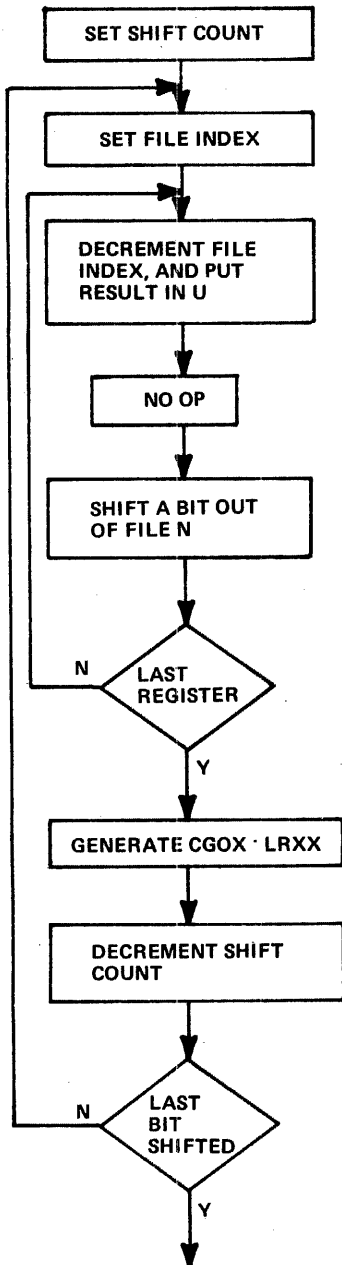 SET SHIFT COUNT
SET FILE INDEX
DECREMENT FILE
INDEX, AND PUT
RESULT IN U
NO OP
SHIFT A BIT OUT
OF FILE N
N
LAST
REGISTER
Y
GENERATE CGOX · LRXX
DECREMENT SHIFT
COUNT
N
LAST
BIT
SHIFTED
Y